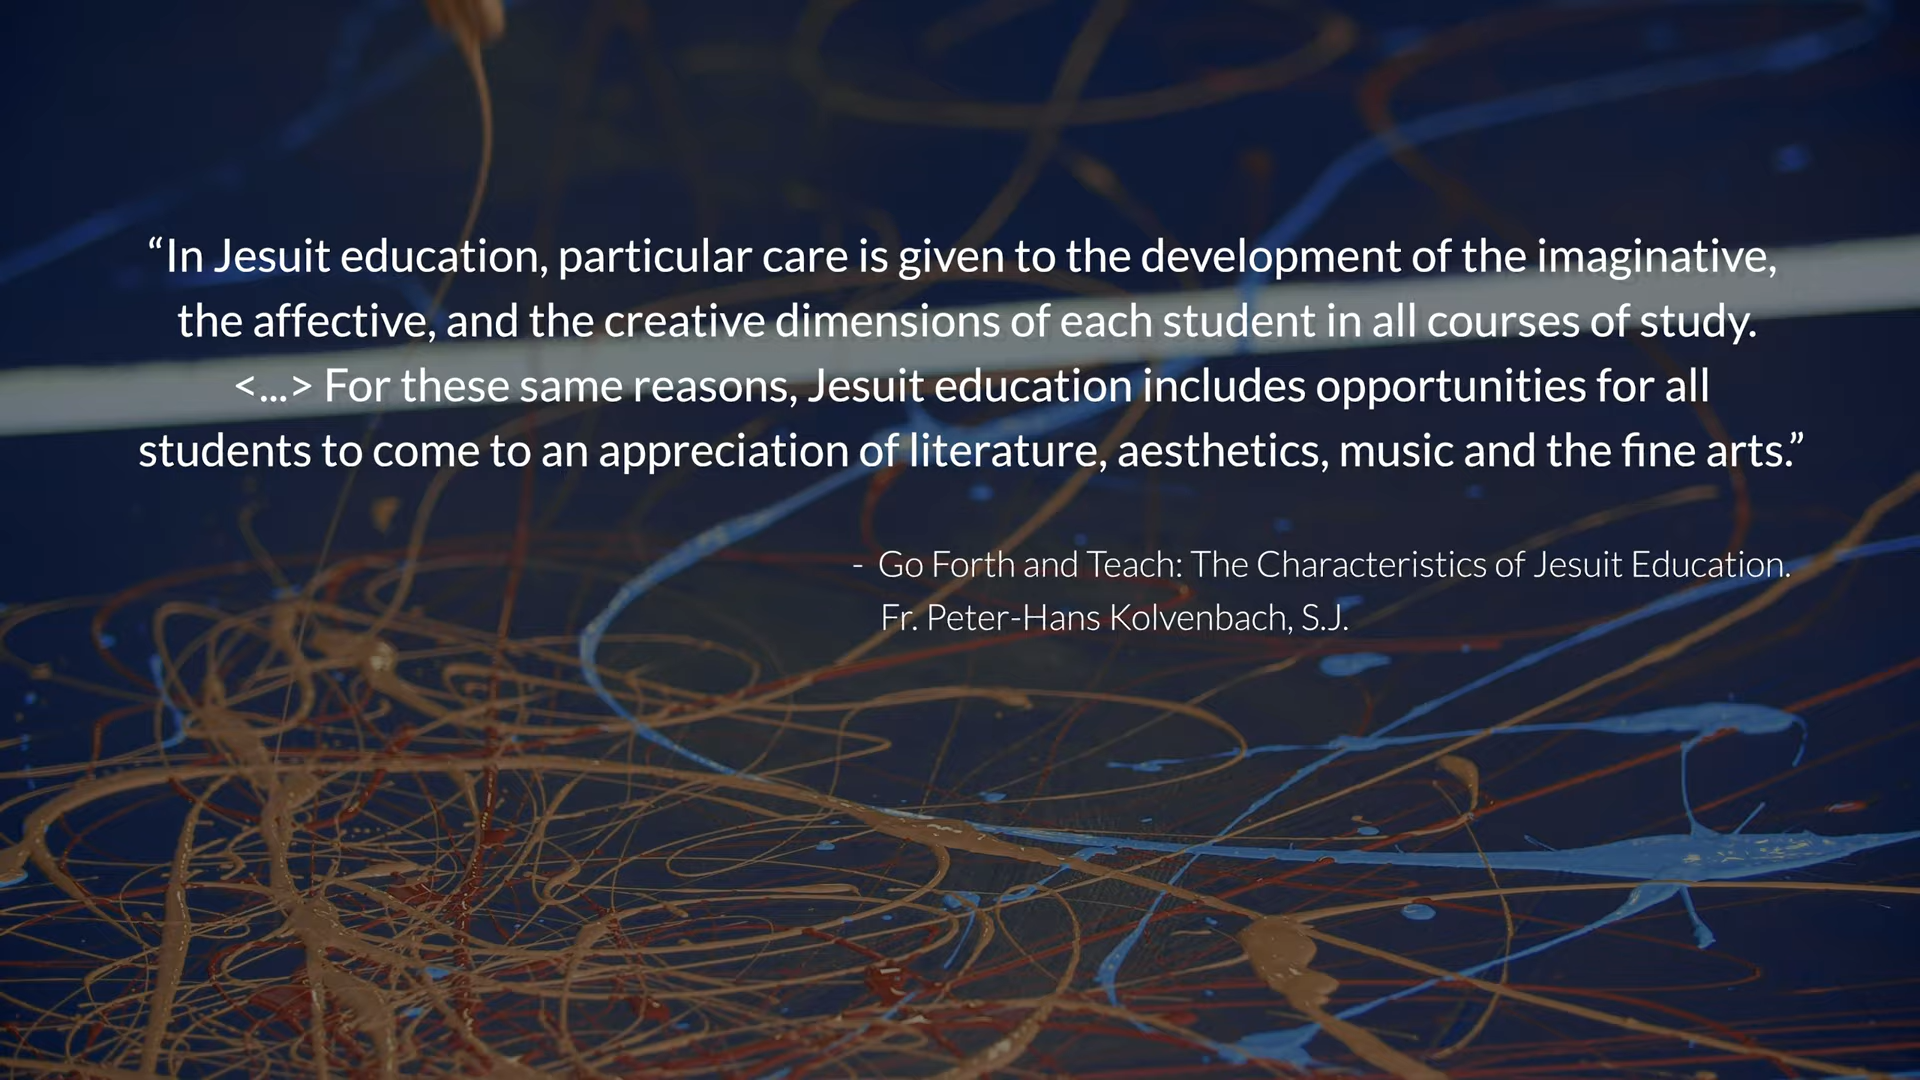 “In Jesuit education, particular care is given to the development of the imaginative,
the affective, and the creative dimensions of each student in all courses of study.
<...> For these same reasons, Jesuit education includes opportunities for all
students to come to an appreciation of literature, aesthetics, music and the fine arts.”
- Go Forth and Teach: The Characteristics of Jesuit Education.
Fr. Peter-Hans Kolvenbach, S.J.